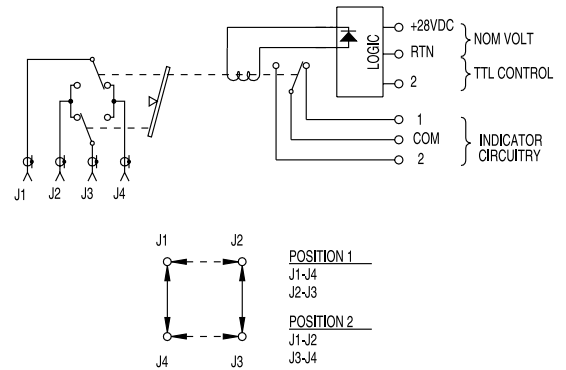 +28VDC
RTN
NOM VOLT
LOGIC
TTL CONTROL
2
1
COM
2
INDICATOR
CIRCUITRY
J1 J2 J3 J4
J1 J2
J4 J3
POSITION 1
J1-J4
J2-J3
POSITION 2
J1-J2
J3-J4